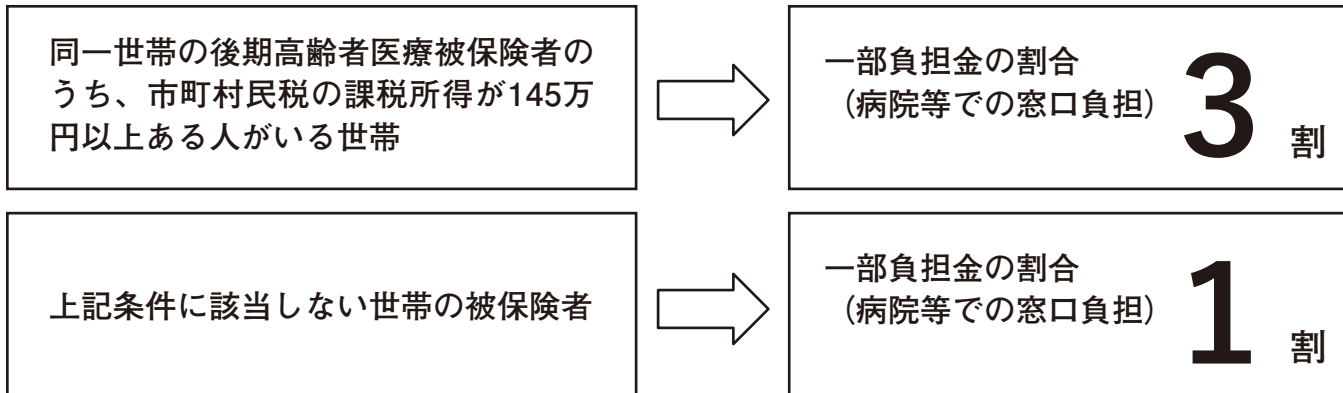 同一世帯の後期高齢者医療被保険者の
うち、市町村民税の課税所得が145万
円以上ある人がいる世帯
一部負担金の割合
（病院等での窓口負担）
3割
上記条件に該当しない世帯の被保険者
一部負担金の割合
（病院等での窓口負担）
1割